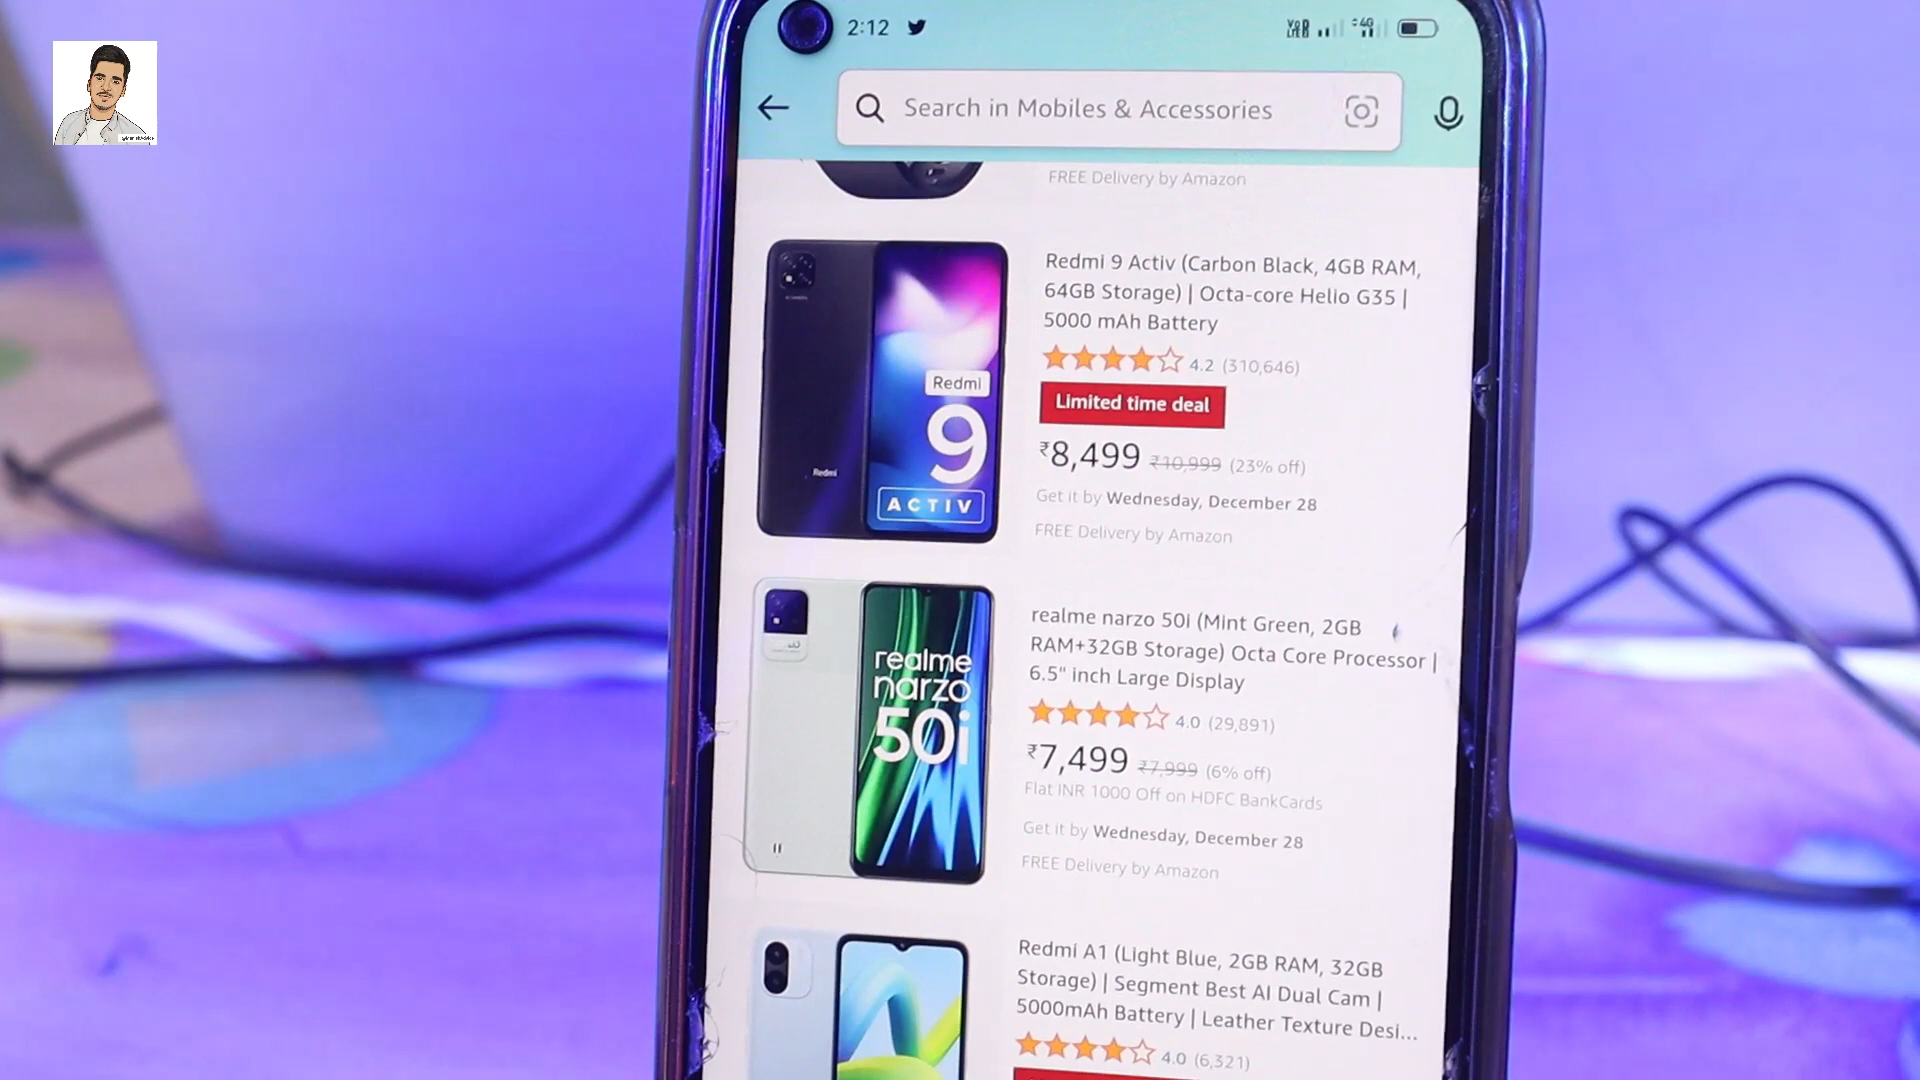 2:12
4G
Search in Mobiles & Accessories
FREE Delivery by Amazon
Redmi 9 Activ (Carbon Black, 4GB RAM,
64GB Storage) | Octa-core Helio G35 |
5000 mAh Battery
4.2 (310,646)
Limited time deal
₹8,499 ₹10,999 (23% off)
Get it by Wednesday, December 28
FREE Delivery by Amazon
Redmi
9
ACTIV
Redmi
realme narzo 50i (Mint Green, 2GB
RAM+32GB Storage) Octa Core Processor |
6.5" inch Large Display
4.0 (29,891)
₹7,499 ₹7,999 (6% off)
Flat INR 1000 Off on HDFC BankCards
Get it by Wednesday, December 28
FREE Delivery by Amazon
realme
narzo
50i
Redmi A1 (Light Blue, 2GB RAM, 32GB
Storage) | Segment Best AI Dual Cam |
5000mAh Battery | Leather Texture Desi...
4.0 (6,321)